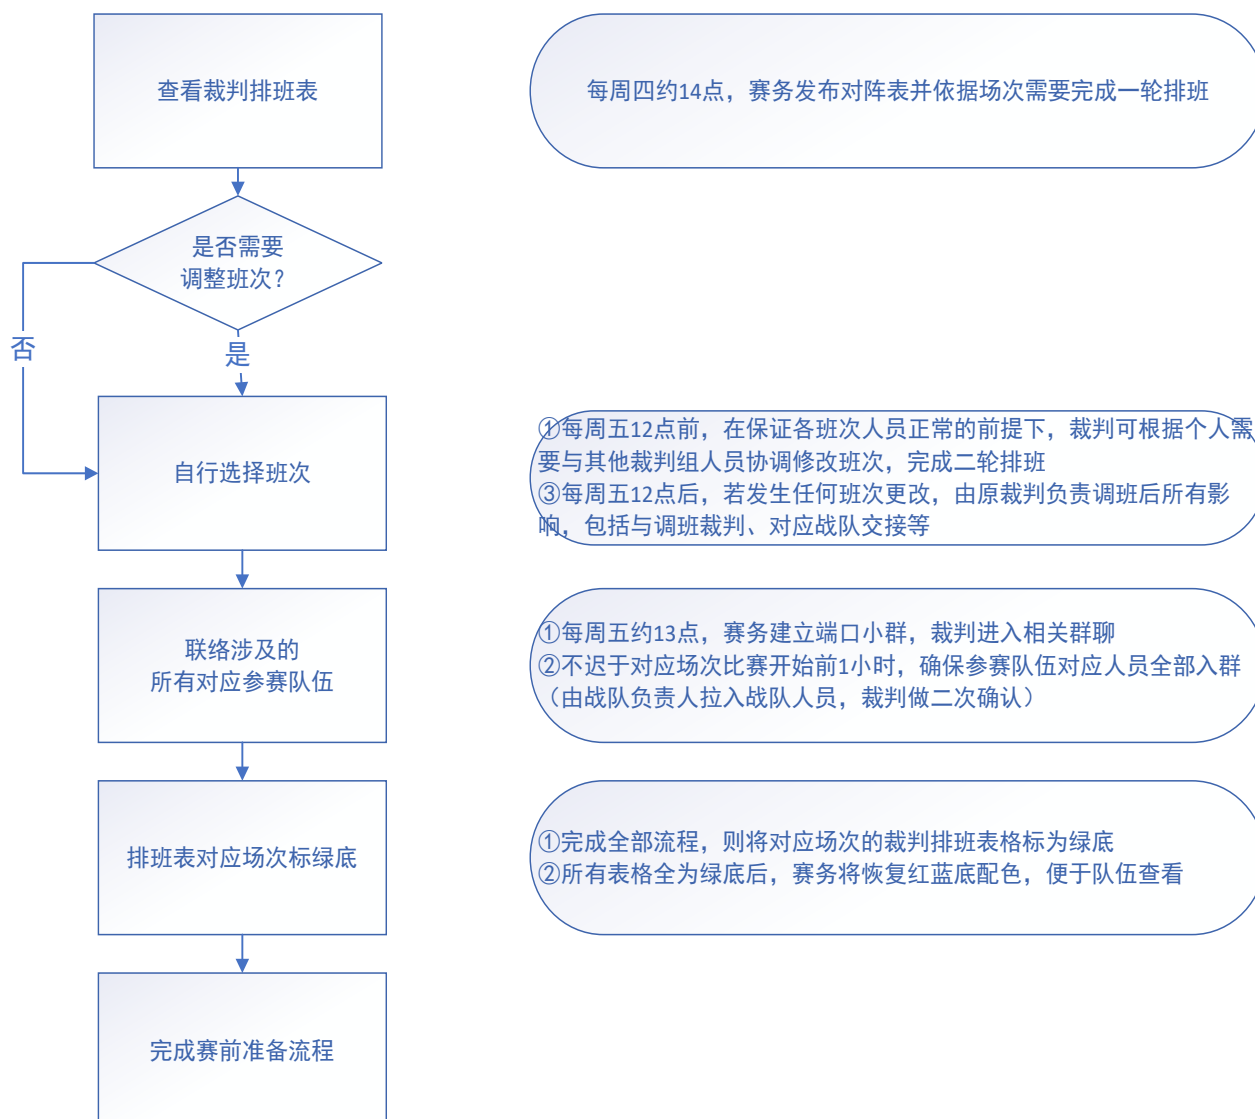 查看裁判排班表
每周四约14点，赛务发布对阵表并依据场次需要完成一轮排班
是否需要
调整班次？
否
是
自行选择班次
①每周五12点前，在保证各班次人员正常的前提下，裁判可根据个人需
要与其他裁判组人员协调修改班次，完成二轮排班
③每周五12点后，若发生任何班次更改，由原裁判负责调班后所有影
响，包括与调班裁判、对应战队交接等
联络涉及的
所有对应参赛队伍
①每周五约13点，赛务建立端口小群，裁判进入相关群聊
②不迟于对应场次比赛开始前1小时，确保参赛队伍对应人员全部入群
（由战队负责人拉入战队人员，裁判做二次确认）
排班表对应场次标绿底
①完成全部流程，则将对应场次的裁判排班表格标为绿底
②所有表格全为绿底后，赛务将恢复红蓝底配色，便于队伍查看
完成赛前准备流程